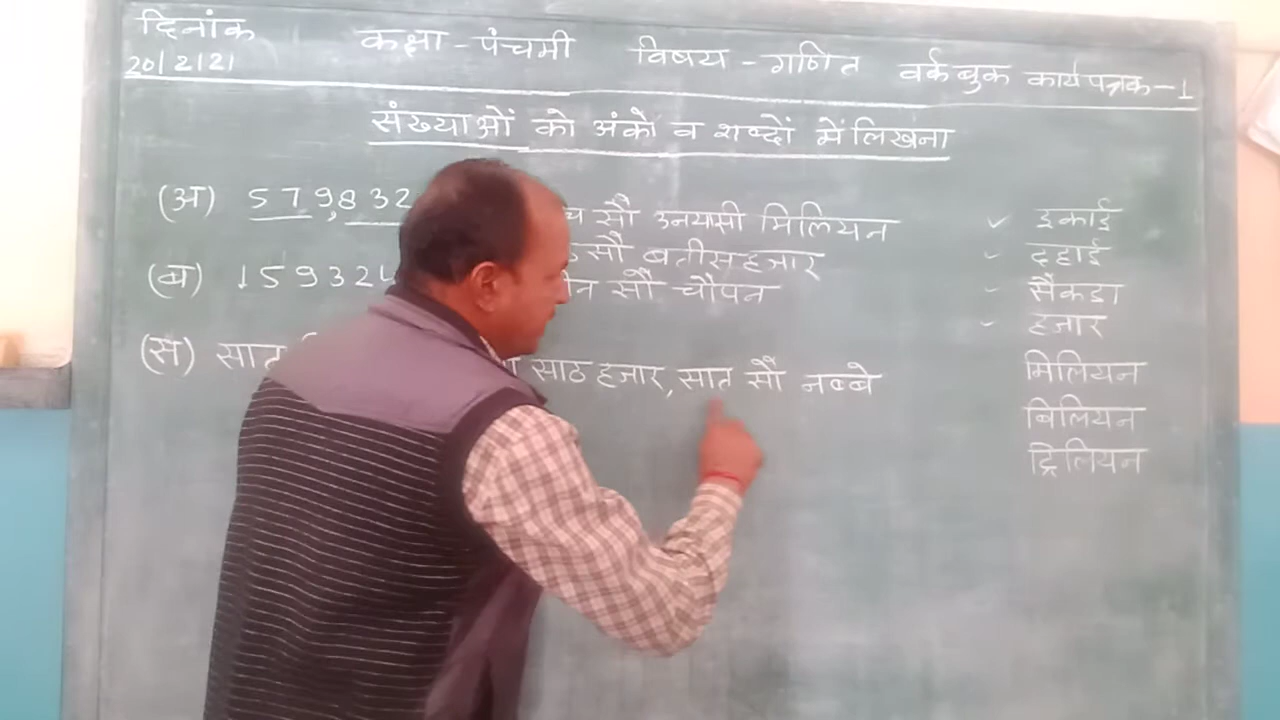 दिनांक कक्षा - पंचमी विषय - गणित वर्कबुक कार्य पत्रक - 1
20/2/21
संख्याओं को अंको व शब्दों में लिखना
(अ) 579,832 सौ उनयासी मिलियन
सौ बतीस हजार
(ब) 159324 सौ चौपन
(स) सात साठ हजार, सात सौ नब्बे
इकाई
दहाई
सैंकडा
हजार
मिलियन
बिलियन
ट्रिलियन